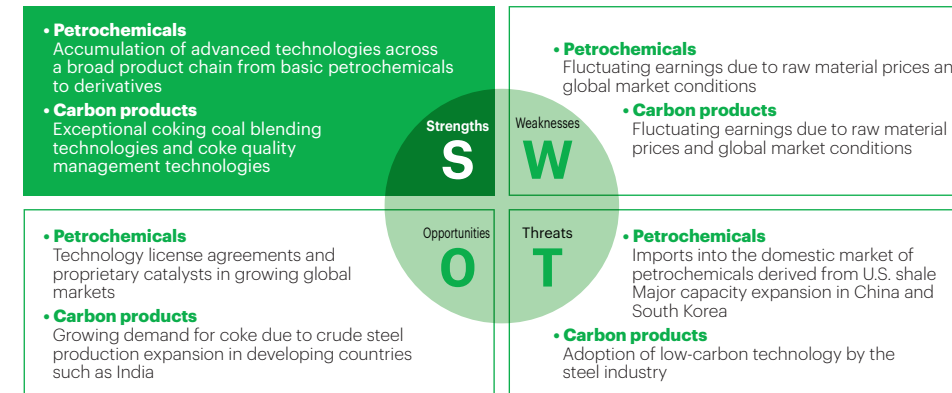 • Petrochemicals
Accumulation of advanced technologies across
a broad product chain from basic petrochemicals
to derivatives
• Carbon products
Exceptional coking coal blending
technologies and coke quality
management technologies
Strengths
S
Weaknesses
W
• Petrochemicals
Fluctuating earnings due to raw material prices
global market conditions
• Carbon products
Fluctuating earnings due to raw material
prices and global market conditions
• Petrochemicals
Technology license agreements and
proprietary catalysts in growing global
markets
• Carbon products
Growing demand for coke due to crude steel
production expansion in developing countries
such as India
Opportunities
O
Threats
T
• Petrochemicals
Imports into the domestic market of
petrochemicals derived from U.S. shale
Major capacity expansion in China and
South Korea
• Carbon products
Adoption of low-carbon technology by the
steel industry